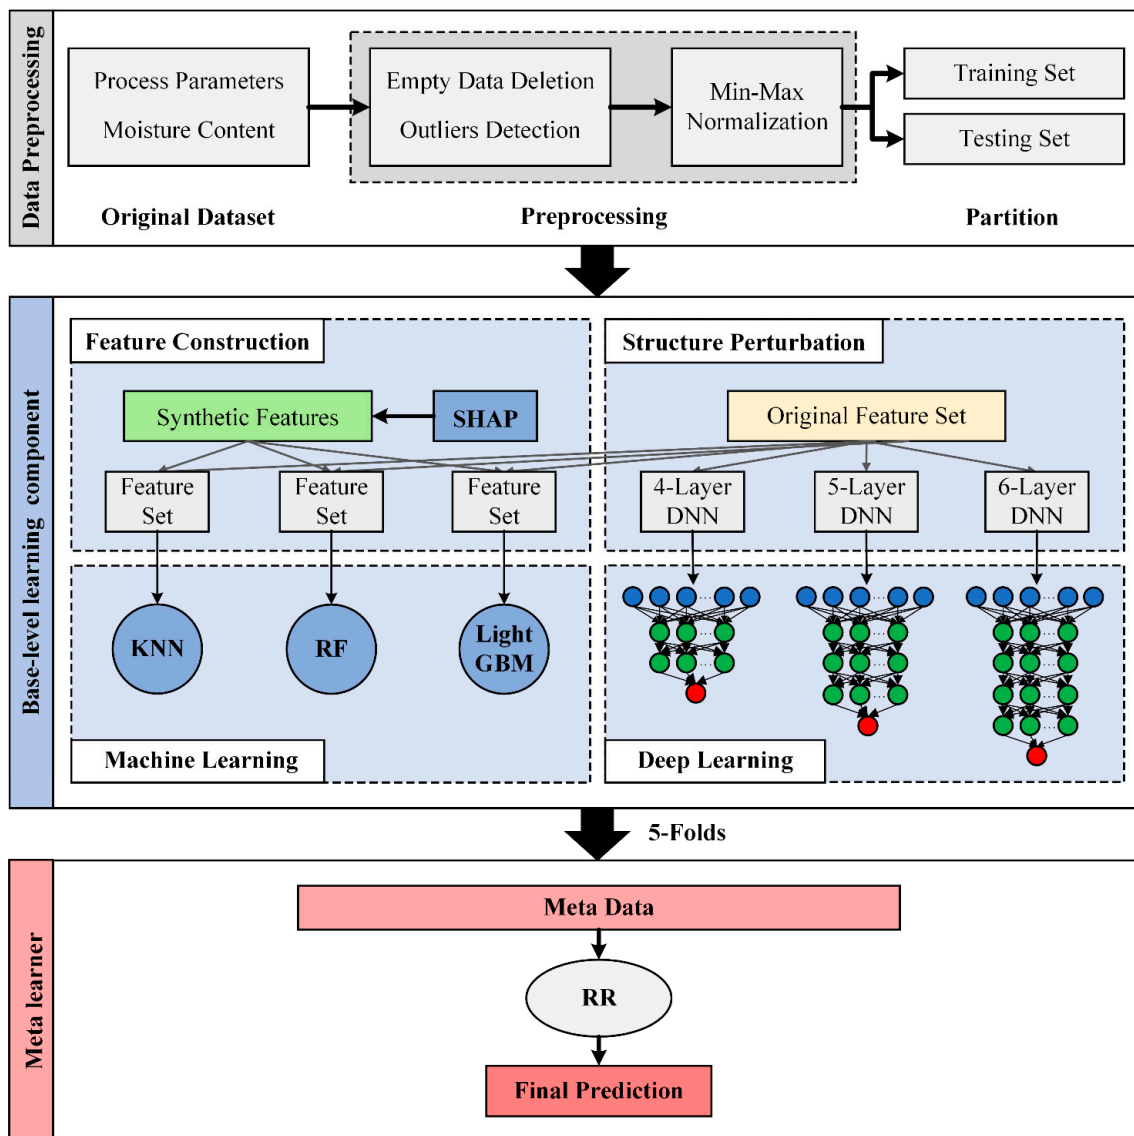 Data Preprocessing
Process Parameters
Moisture Content
Empty Data Deletion
Outliers Detection
Min-Max
Normalization
Training Set
Testing Set
Original Dataset
Preprocessing
Partition
Base-level learning component
Feature Construction
Structure Perturbation
Synthetic Features
SHAP
Original Feature Set
Feature
Set
Feature
Set
Feature
Set
4-Layer
DNN
5-Layer
DNN
6-Layer
DNN
KNN
RF
Light
GBM
Machine Learning
Deep Learning
5-Folds
Meta learner
Meta Data
RR
Final Prediction